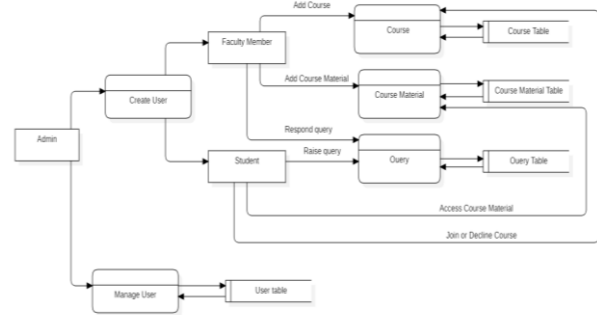 Add Course
Course
Course Table
Faculty Member
Add Course Material
Course Material
Course Material Table
Create User
Respond query
Raise query
Admin
Student
Query
Query Table
Access Course Material
Join or Decline Course
Manage User
User table